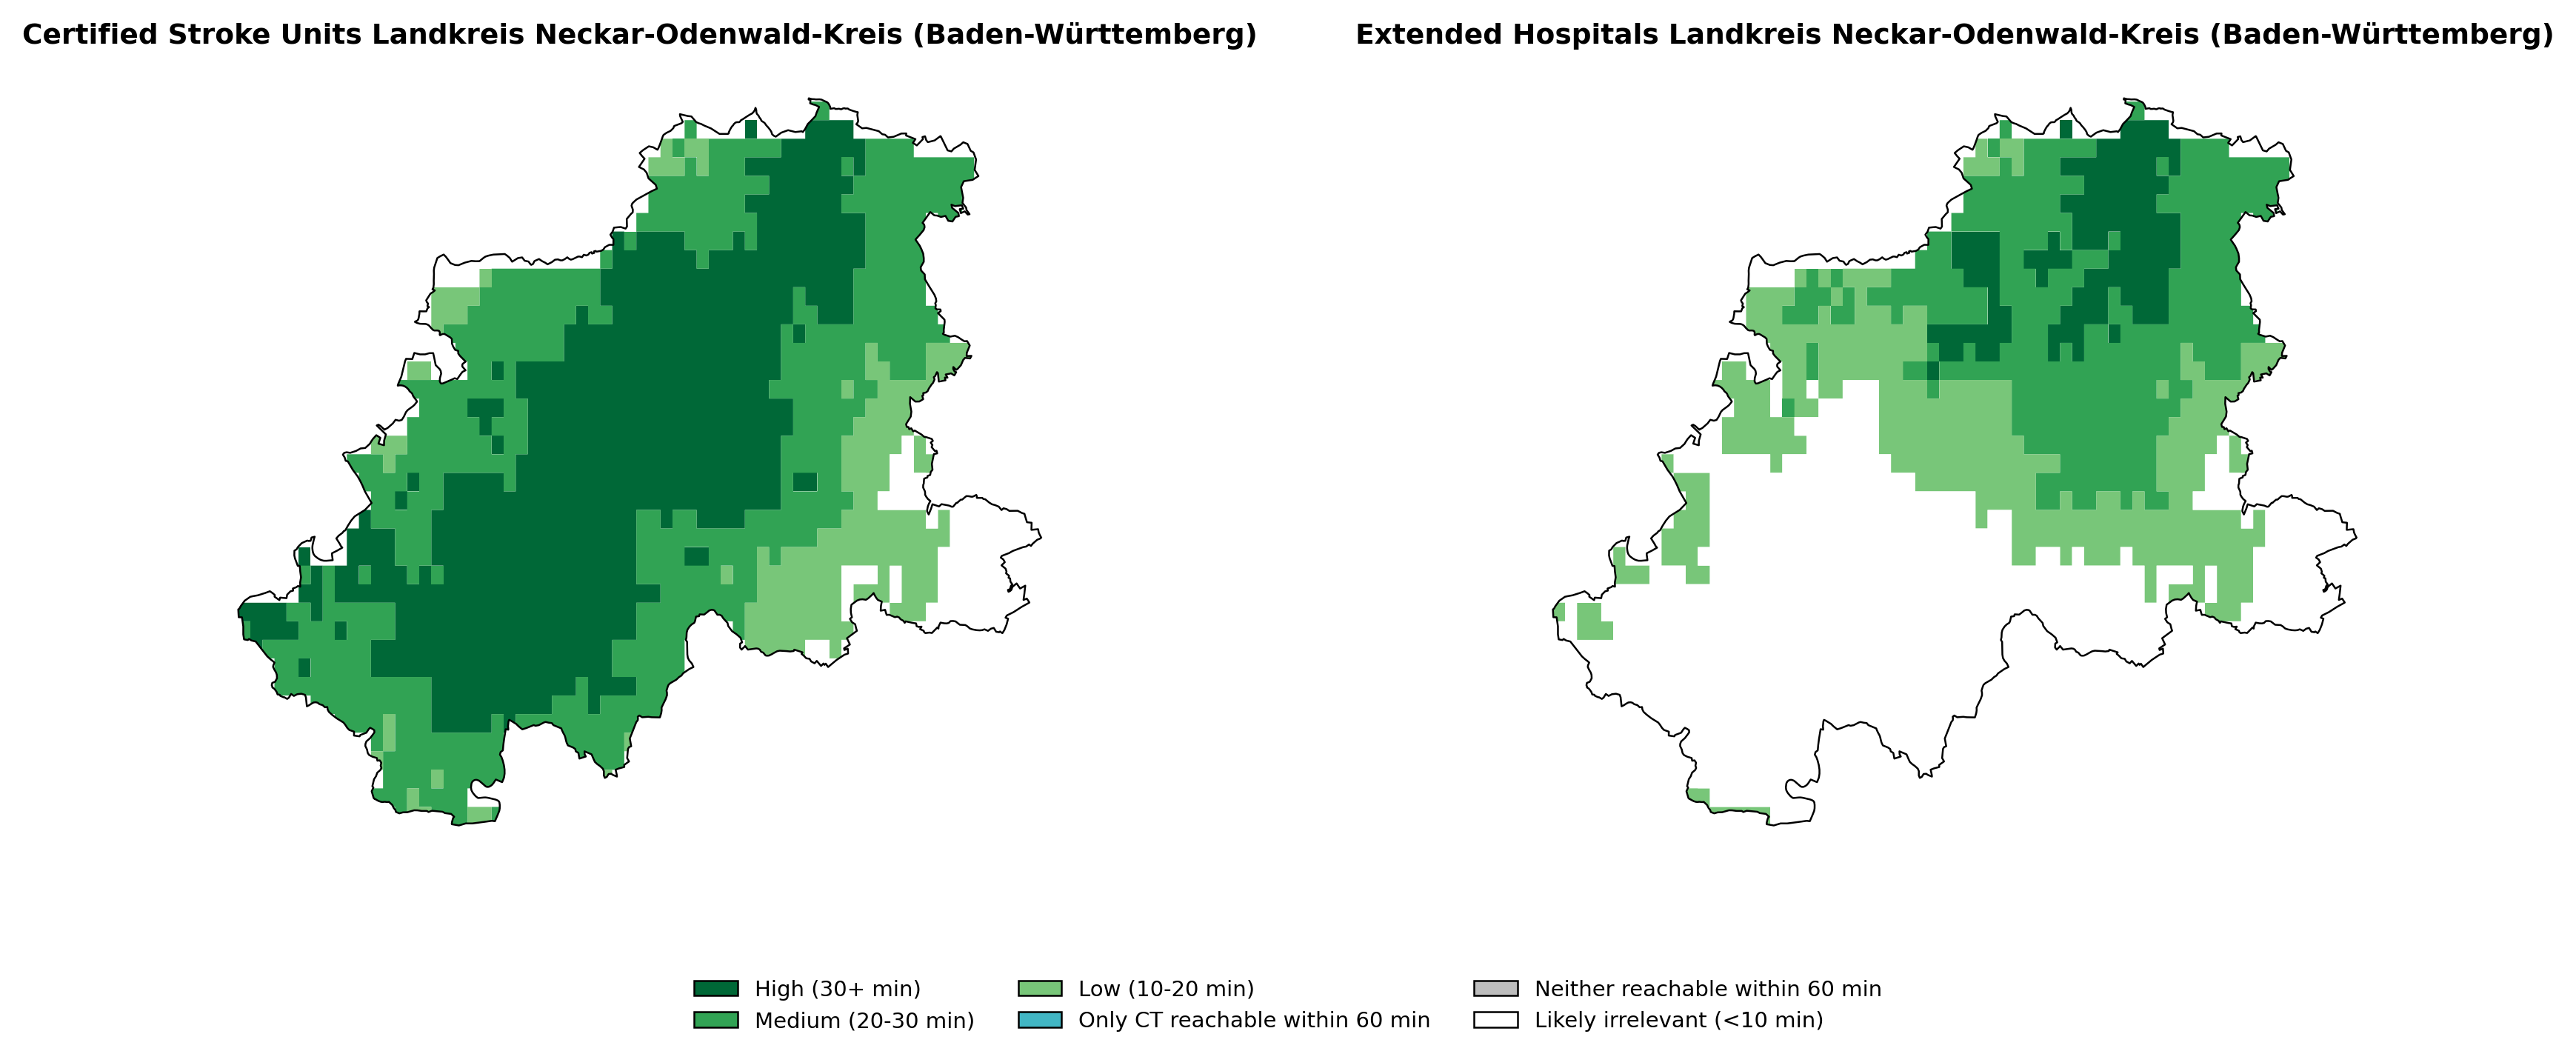 Certified Stroke Units Landkreis Neckar-Odenwald-Kreis (Baden-Württemberg)
Extended Hospitals Landkreis Neckar-Odenwald-Kreis (Baden-Württemberg)
High (30+ min)
Medium (20-30 min)
Low (10-20 min)
Only CT reachable within 60 min
Neither reachable within 60 min
Likely irrelevant (<10 min)